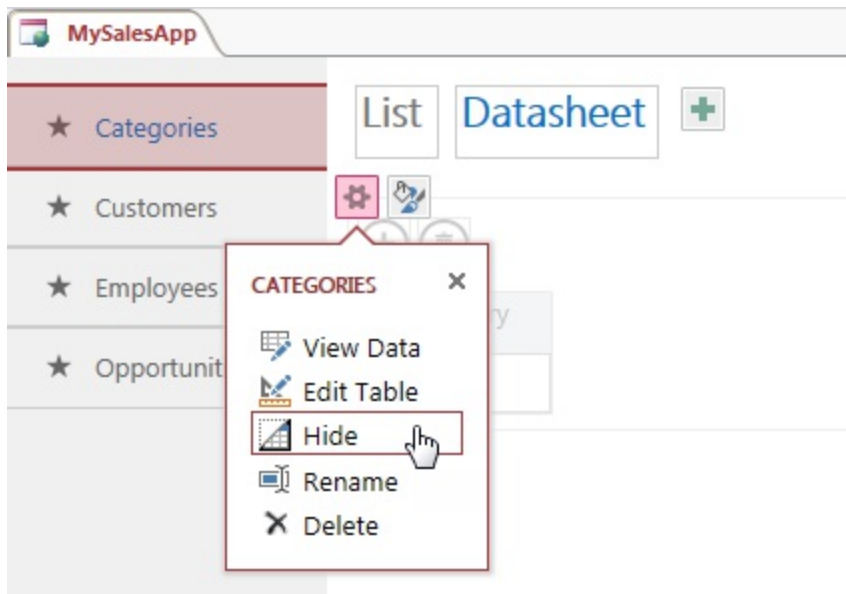 MySalesApp
Categories
List
Datasheet
Customers
Employees
Opportunit
CATEGORIES
View Data
Edit Table
Hide
Rename
Delete